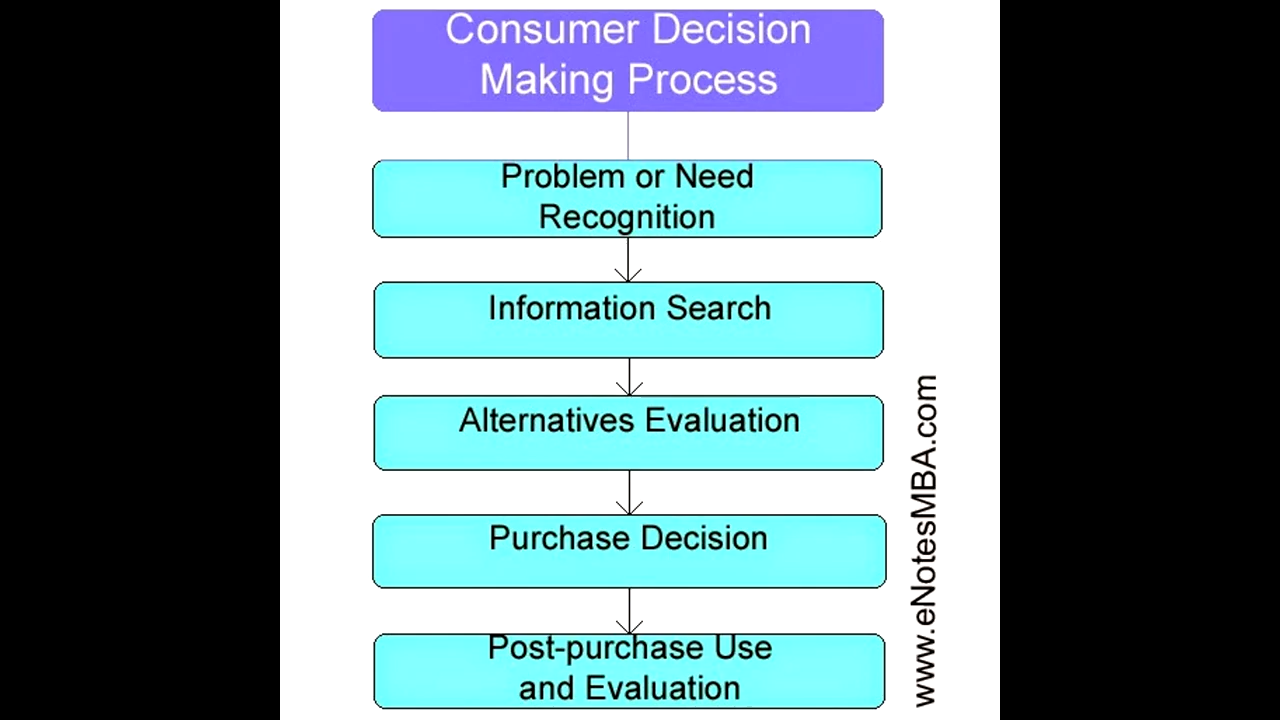 Consumer Decision
Making Process
Problem or Need
Recognition
Information Search
Alternatives Evaluation
Purchase Decision
Post-purchase Use
and Evaluation
www.eNotesMBA.com